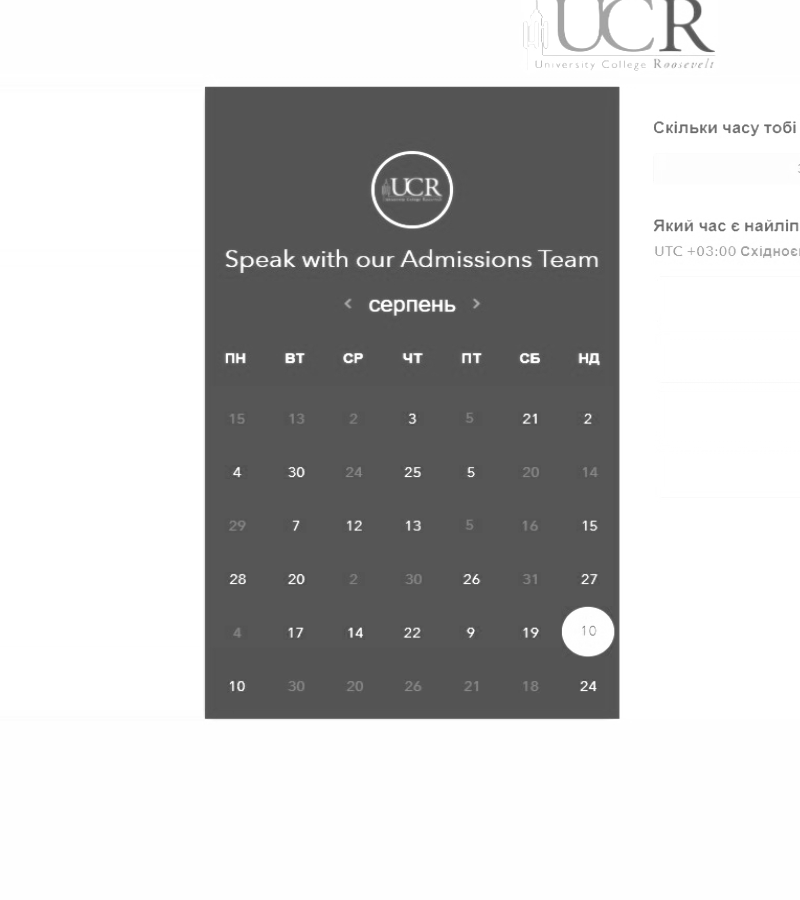 UCR
University College Roosevelt
Скільки часу тобі
UCR
Speak with our Admissions Team
Який час є найліп
UTC +03:00 Східноє
< серпень >
ПН ВТ СР ЧТ ПТ СБ НД
15 13 2 3 5 21 2
4 30 24 25 5 20 14
29 7 12 13 5 16 15
28 20 2 30 26 31 27
4 17 14 22 9 19 10
10 30 20 26 21 18 24